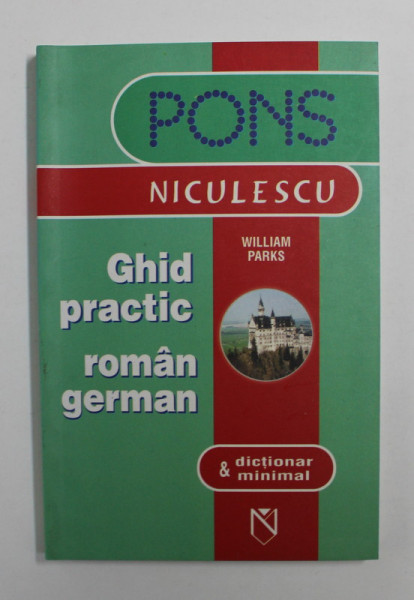 PONS
NICULESCU
WILLIAM
PARKS
Ghid
practic
român
german
& dicționar
minimal
N